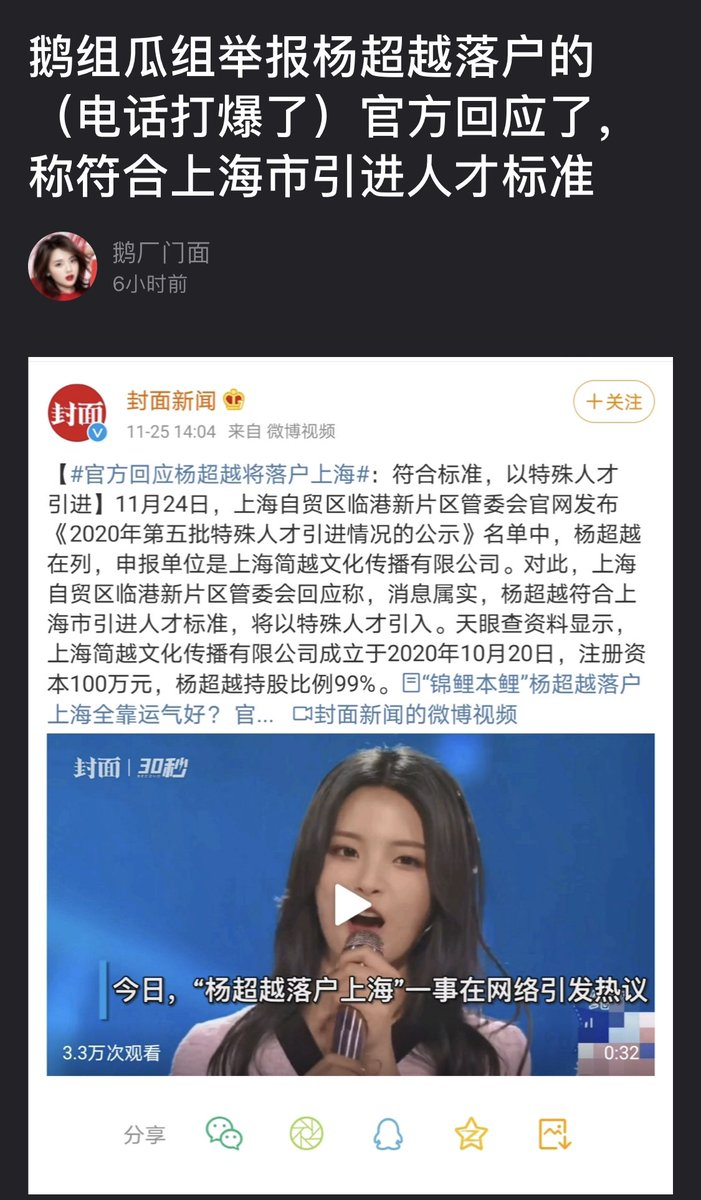 鹅组瓜组举报杨超越落户的
（电话打爆了）官方回应了，
称符合上海市引进人才标准
鹅厂门面
6小时前
封面
封面新闻
＋关注
11-25 14:04 来自 微博视频
【#官方回应杨超越将落户上海#：符合标准，以特殊人才
引进】11月24日，上海自贸区临港新片区管委会官网发布
《2020年第五批特殊人才引进情况的公示》名单中，杨超越
在列，申报单位是上海简越文化传播有限公司。对此，上海
自贸区临港新片区管委会回应称，消息属实，杨超越符合上
海市引进人才标准，将以特殊人才引入。天眼查资料显示，
上海简越文化传播有限公司成立于2020年10月20日，注册资
本100万元，杨超越持股比例99%。“锦鲤本鲤”杨超越落户
上海全靠运气好？ 官... 封面新闻的微博视频
封面 | 30秒
今日，“杨超越落户上海”一事在网络引发热议
3.3万次观看
0:32
分享